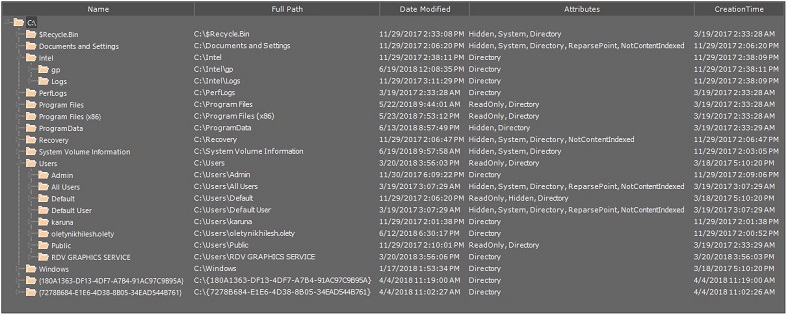 Name Full Path Date Modified Attributes CreationTime
C:\
$Recycle.Bin C:\$Recycle.Bin 11/29/2017 2:33:08 PM Hidden, System, Directory 3/19/2017 2:33:28 AM
Documents and Settings C:\Documents and Settings 11/29/2017 2:06:20 PM Hidden, System, Directory, ReparsePoint, NotContentIndexed 11/29/2017 2:06:20 PM
Intel C:\Intel 11/29/2017 2:38:11 PM Directory 11/29/2017 2:38:09 PM
gp C:\Intel\gp 6/19/2018 12:08:35 PM Directory 11/29/2017 2:38:11 PM
Logs C:\Intel\Logs 11/29/2017 3:11:29 PM Directory 11/29/2017 2:38:09 PM
PerfLogs C:\PerfLogs 3/19/2017 2:33:28 AM Directory 3/19/2017 2:33:28 AM
Program Files C:\Program Files 5/22/2018 9:44:01 AM ReadOnly, Directory 3/19/2017 2:33:28 AM
Program Files (x86) C:\Program Files (x86) 5/23/2018 7:53:12 PM ReadOnly, Directory 3/19/2017 2:33:28 AM
ProgramData C:\ProgramData 6/13/2018 8:57:49 PM Hidden, Directory 3/19/2017 2:33:29 AM
Recovery C:\Recovery 11/29/2017 2:06:47 PM Hidden, System, Directory, NotContentIndexed 11/29/2017 2:06:47 PM
System Volume Information C:\System Volume Information 6/19/2018 9:57:58 AM Hidden, System, Directory 11/29/2017 2:03:05 PM
Users C:\Users 3/20/2018 3:56:03 PM ReadOnly, Directory 3/18/2017 5:10:20 PM
Admin C:\Users\Admin 11/30/2017 6:09:22 PM Directory 11/29/2017 2:09:06 PM
All Users C:\Users\All Users 3/19/2017 3:07:29 AM Hidden, System, Directory, ReparsePoint, NotContentIndexed 3/19/2017 3:07:29 AM
Default C:\Users\Default 11/29/2017 2:06:20 PM ReadOnly, Hidden, Directory 3/18/2017 5:10:20 PM
Default User C:\Users\Default User 3/19/2017 3:07:29 AM Hidden, System, Directory, ReparsePoint, NotContentIndexed 3/19/2017 3:07:29 AM
karuna C:\Users\karuna 11/29/2017 2:01:38 PM Directory 11/29/2017 2:01:38 PM
oletynikhilesh.olety C:\Users\oletynikhilesh.olety 6/12/2018 6:30:17 PM Directory 11/29/2017 2:00:52 PM
Public C:\Users\Public 11/29/2017 2:10:01 PM ReadOnly, Directory 3/19/2017 2:33:29 AM
RDV GRAPHICS SERVICE C:\Users\RDV GRAPHICS SERVICE 3/20/2018 3:56:06 PM Directory 3/20/2018 3:56:03 PM
Windows C:\Windows 1/17/2018 1:53:34 PM Directory 3/18/2017 5:10:20 PM
{180A1363-DF13-4DF7-A7B4-91AC97C9B95A} C:\{180A1363-DF13-4DF7-A7B4-91AC97C9B95A} 4/4/2018 11:19:00 AM Directory 4/4/2018 11:19:00 AM
{7278B684-E1E6-4D38-8B05-34EAD544B761} C:\{7278B684-E1E6-4D38-8B05-34EAD544B761} 4/4/2018 11:02:27 AM Directory 4/4/2018 11:02:26 AM